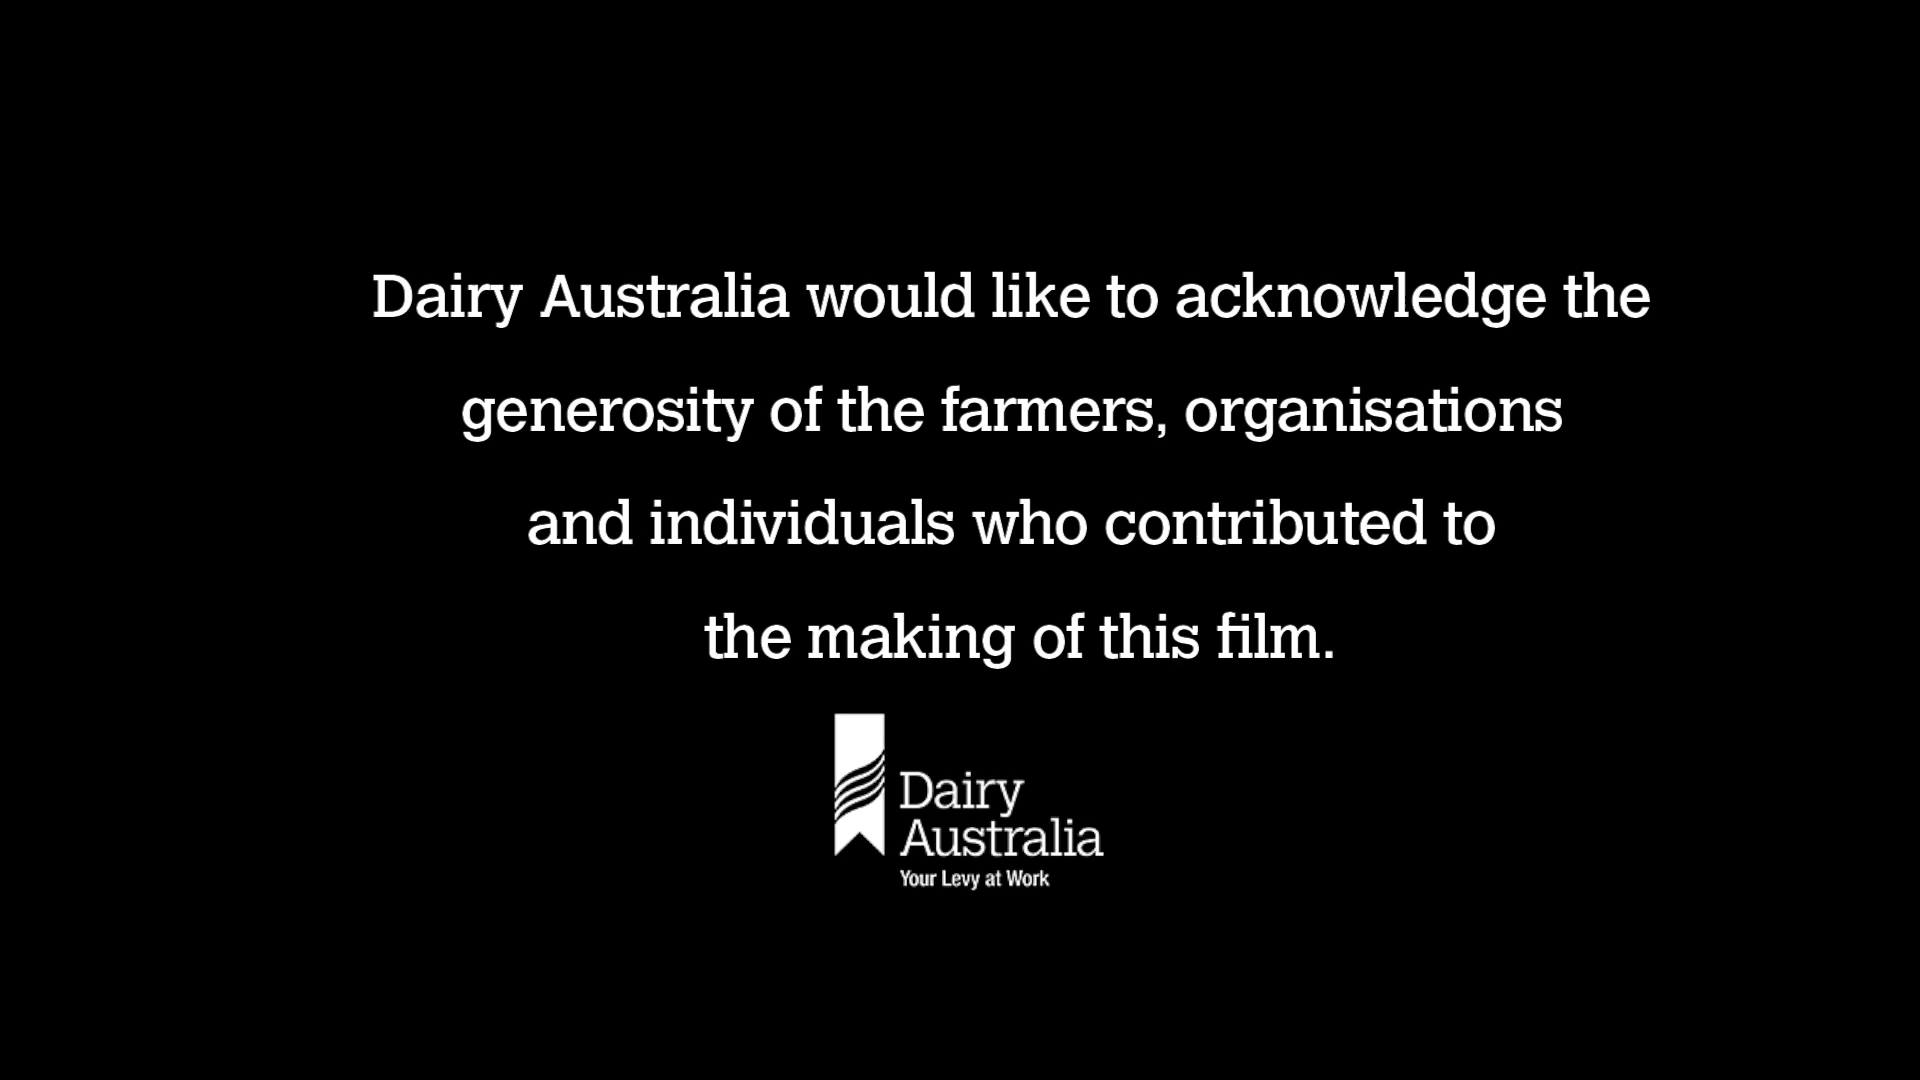 Dairy Australia would like to acknowledge the
generosity of the farmers, organisations
and individuals who contributed to
the making of this film.
Dairy
Australia
Your Levy at Work